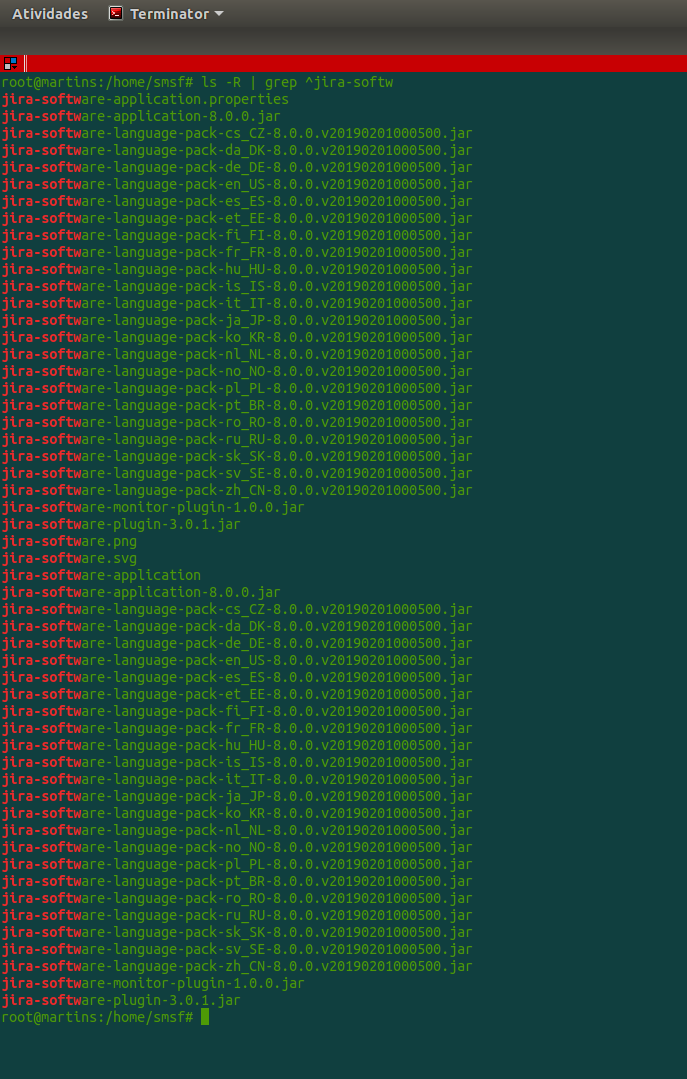 Atividades Terminator
root@martins:/home/smsf# ls -R | grep ^jira-softw
jira-software-application.properties
jira-software-application-8.0.0.jar
jira-software-language-pack-cs_CZ-8.0.0.v20190201000500.jar
jira-software-language-pack-da_DK-8.0.0.v20190201000500.jar
jira-software-language-pack-de_DE-8.0.0.v20190201000500.jar
jira-software-language-pack-en_US-8.0.0.v20190201000500.jar
jira-software-language-pack-es_ES-8.0.0.v20190201000500.jar
jira-software-language-pack-et_EE-8.0.0.v20190201000500.jar
jira-software-language-pack-fi_FI-8.0.0.v20190201000500.jar
jira-software-language-pack-fr_FR-8.0.0.v20190201000500.jar
jira-software-language-pack-hu_HU-8.0.0.v20190201000500.jar
jira-software-language-pack-is_IS-8.0.0.v20190201000500.jar
jira-software-language-pack-it_IT-8.0.0.v20190201000500.jar
jira-software-language-pack-ja_JP-8.0.0.v20190201000500.jar
jira-software-language-pack-ko_KR-8.0.0.v20190201000500.jar
jira-software-language-pack-nl_NL-8.0.0.v20190201000500.jar
jira-software-language-pack-no_NO-8.0.0.v20190201000500.jar
jira-software-language-pack-pl_PL-8.0.0.v20190201000500.jar
jira-software-language-pack-pt_BR-8.0.0.v20190201000500.jar
jira-software-language-pack-ro_RO-8.0.0.v20190201000500.jar
jira-software-language-pack-ru_RU-8.0.0.v20190201000500.jar
jira-software-language-pack-sk_SK-8.0.0.v20190201000500.jar
jira-software-language-pack-sv_SE-8.0.0.v20190201000500.jar
jira-software-language-pack-zh_CN-8.0.0.v20190201000500.jar
jira-software-monitor-plugin-1.0.0.jar
jira-software-plugin-3.0.1.jar
jira-software.png
jira-software.svg
jira-software-application
jira-software-application-8.0.0.jar
jira-software-language-pack-cs_CZ-8.0.0.v20190201000500.jar
jira-software-language-pack-da_DK-8.0.0.v20190201000500.jar
jira-software-language-pack-de_DE-8.0.0.v20190201000500.jar
jira-software-language-pack-en_US-8.0.0.v20190201000500.jar
jira-software-language-pack-es_ES-8.0.0.v20190201000500.jar
jira-software-language-pack-et_EE-8.0.0.v20190201000500.jar
jira-software-language-pack-fi_FI-8.0.0.v20190201000500.jar
jira-software-language-pack-fr_FR-8.0.0.v20190201000500.jar
jira-software-language-pack-hu_HU-8.0.0.v20190201000500.jar
jira-software-language-pack-is_IS-8.0.0.v20190201000500.jar
jira-software-language-pack-it_IT-8.0.0.v20190201000500.jar
jira-software-language-pack-ja_JP-8.0.0.v20190201000500.jar
jira-software-language-pack-ko_KR-8.0.0.v20190201000500.jar
jira-software-language-pack-nl_NL-8.0.0.v20190201000500.jar
jira-software-language-pack-no_NO-8.0.0.v20190201000500.jar
jira-software-language-pack-pl_PL-8.0.0.v20190201000500.jar
jira-software-language-pack-pt_BR-8.0.0.v20190201000500.jar
jira-software-language-pack-ro_RO-8.0.0.v20190201000500.jar
jira-software-language-pack-ru_RU-8.0.0.v20190201000500.jar
jira-software-language-pack-sk_SK-8.0.0.v20190201000500.jar
jira-software-language-pack-sv_SE-8.0.0.v20190201000500.jar
jira-software-language-pack-zh_CN-8.0.0.v20190201000500.jar
jira-software-monitor-plugin-1.0.0.jar
jira-software-plugin-3.0.1.jar
root@martins:/home/smsf#